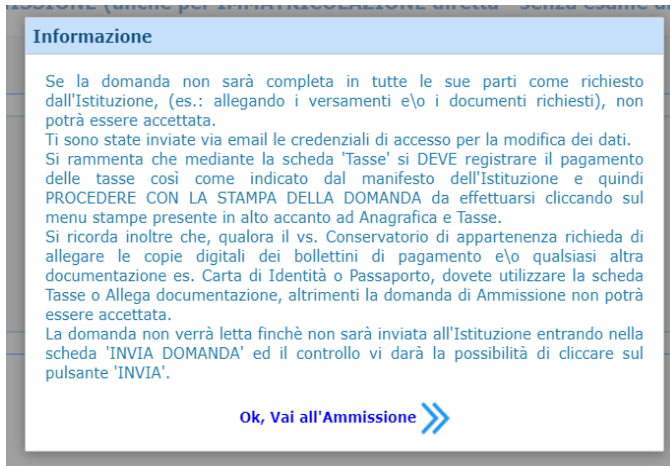 Informazione
Se la domanda non sarà completa in tutte le sue parti come richiesto
dall'Istituzione, (es.: allegando i versamenti e\o i documenti richiesti), non
potrà essere accettata.
Ti sono state inviate via email le credenziali di accesso per la modifica dei dati.
Si rammenta che mediante la scheda 'Tasse' si DEVE registrare il pagamento
delle tasse così come indicato dal manifesto dell'Istituzione e quindi
PROCEDERE CON LA STAMPA DELLA DOMANDA da effettuarsi cliccando sul
menu stampe presente in alto accanto ad Anagrafica e Tasse.
Si ricorda inoltre che, qualora il vs. Conservatorio di appartenenza richieda di
allegare le copie digitali dei bollettini di pagamento e\o qualsiasi altra
documentazione es. Carta di Identità o Passaporto, dovete utilizzare la scheda
Tasse o Allega documentazione, altrimenti la domanda di Ammissione non potrà
essere accettata.
La domanda non verrà letta finchè non sarà inviata all'Istituzione entrando nella
scheda 'INVIA DOMANDA' ed il controllo vi darà la possibilità di cliccare sul
pulsante 'INVIA'.
Ok, Vai all'Ammissione